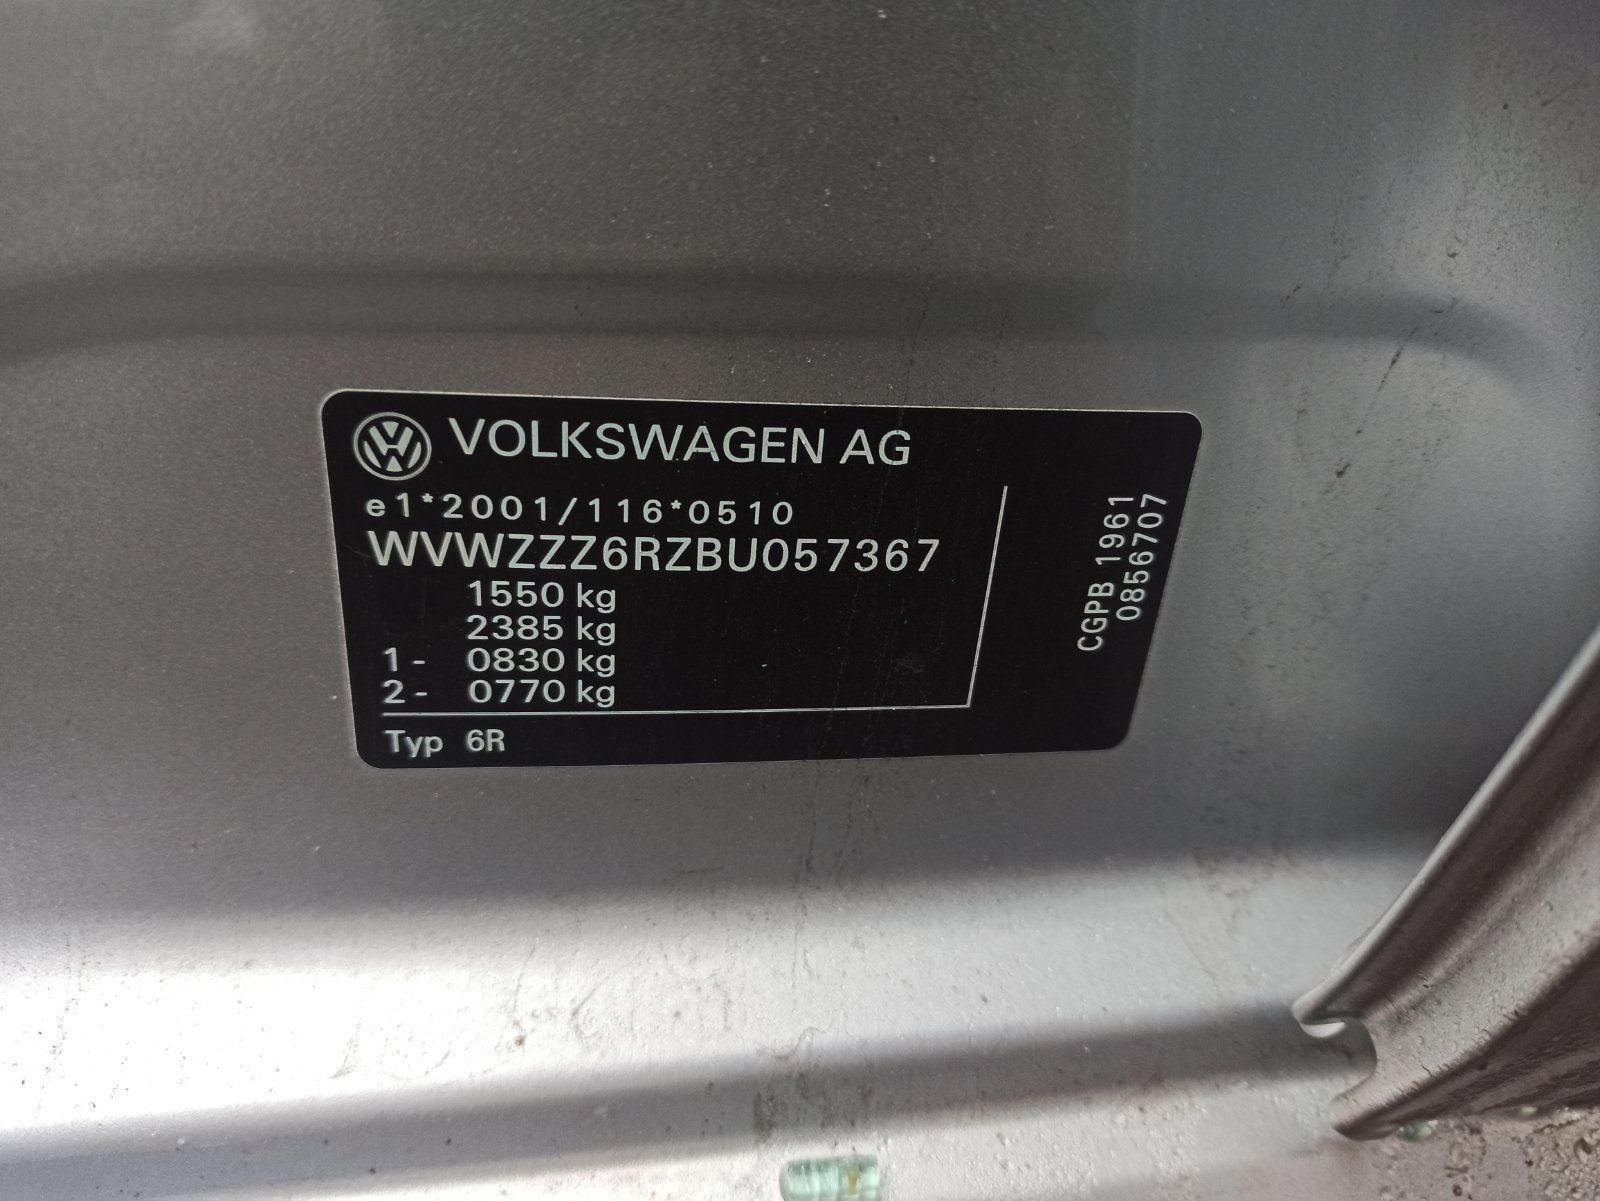 VOLKSWAGEN AG
e1*2001/116*0510
WVWZZZ6RZBU057367
1550 kg
2385 kg
1- 0830 kg
2- 0770 kg
Typ 6R
CGPB 1961
0856707